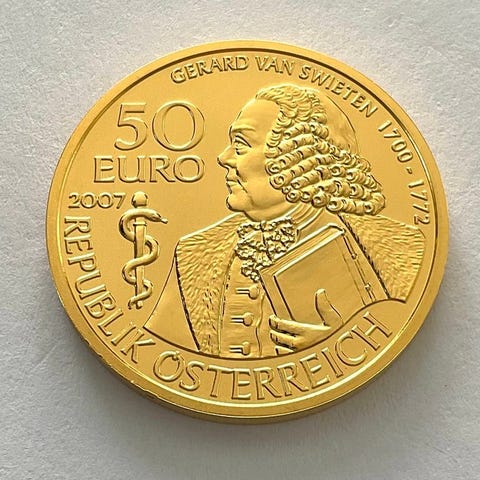 GERARD VAN SWIETEN 1700 - 1772
50
EURO
2007
REPUBLIK ÖSTERREICH